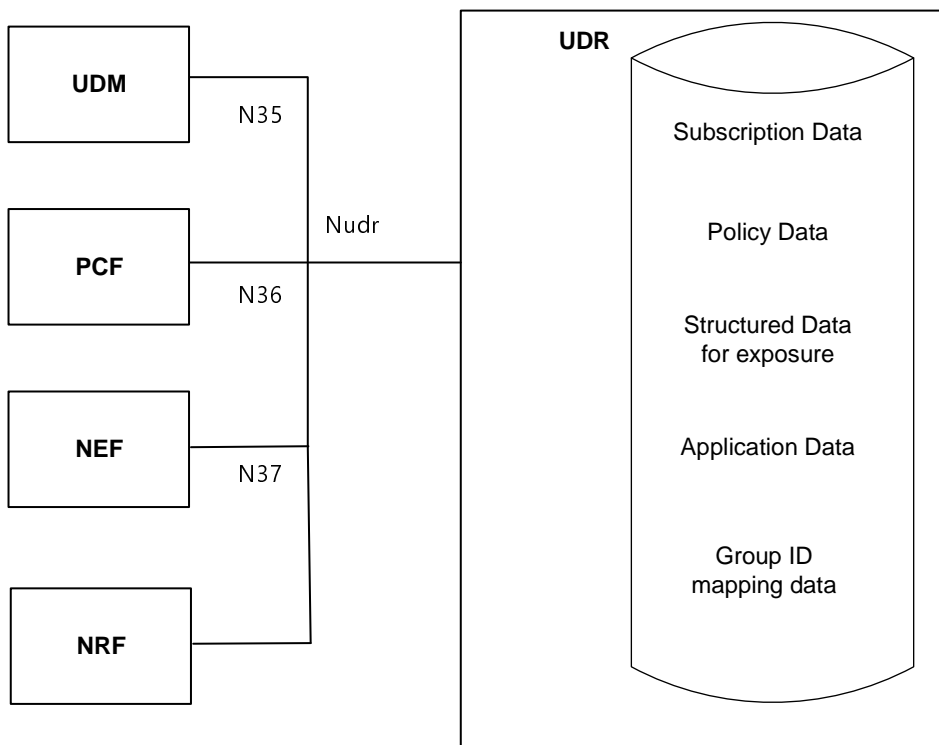 UDM
N35
PCF
N36
NEF
N37
NRF
Nudr
UDR
Subscription Data
Policy Data
Structured Data
for exposure
Application Data
Group ID
mapping data